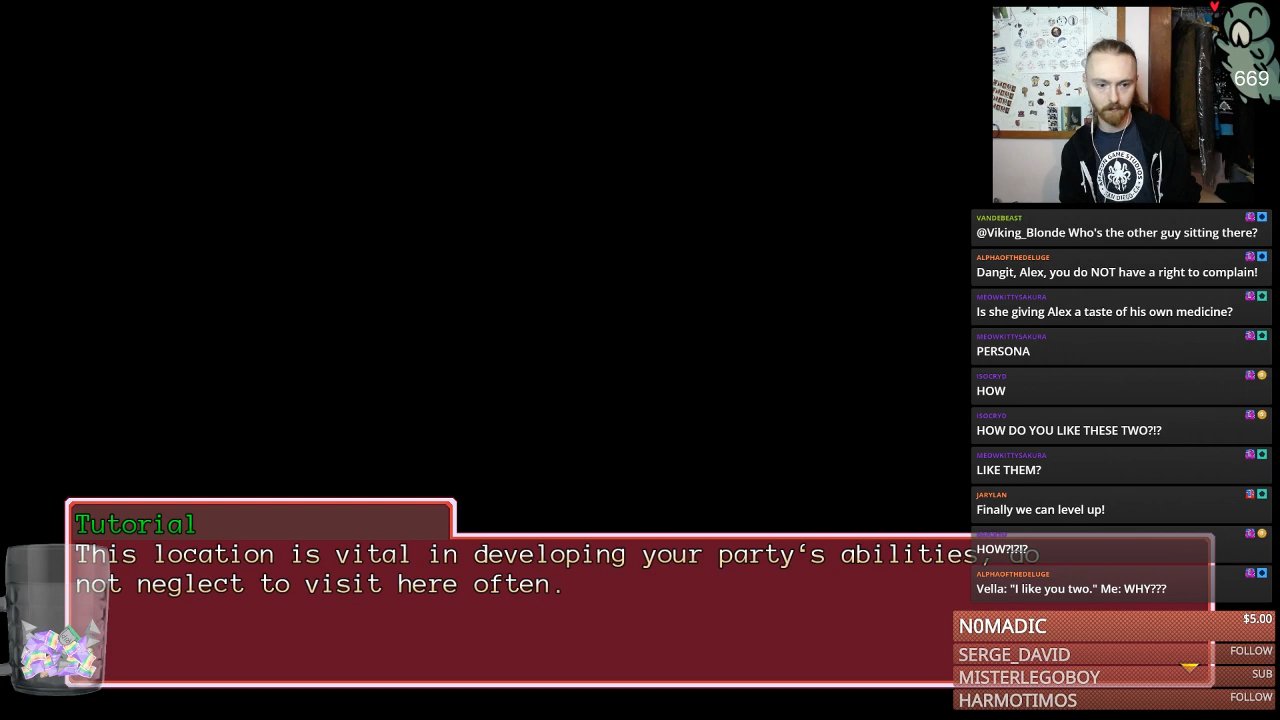 669
VANDEBEAST
@Viking_Blonde Who's the other guy sitting there?
ALPHAOFTHEDELUGE
Dangit, Alex, you do NOT have a right to complain!
MEOWKITTYSAKURA
Is she giving Alex a taste of his own medicine?
MEOWKITTYSAKURA
PERSONA
ISOCRYD
HOW
ISOCRYD
HOW DO YOU LIKE THESE TWO?!?
MEOWKITTYSAKURA
LIKE THEM?
JARYLAN
Finally we can level up!
HOW?!?!?
ALPHAOFTHEDELUGE
Vella: "I like you two." Me: WHY???
Tutorial
This location is vital in developing your party‘s abilities, do
not neglect to visit here often.
N0MADIC $5.00
SERGE_DAVID FOLLOW
MISTERLEGOBOY SUB
HARMOTIMOS FOLLOW